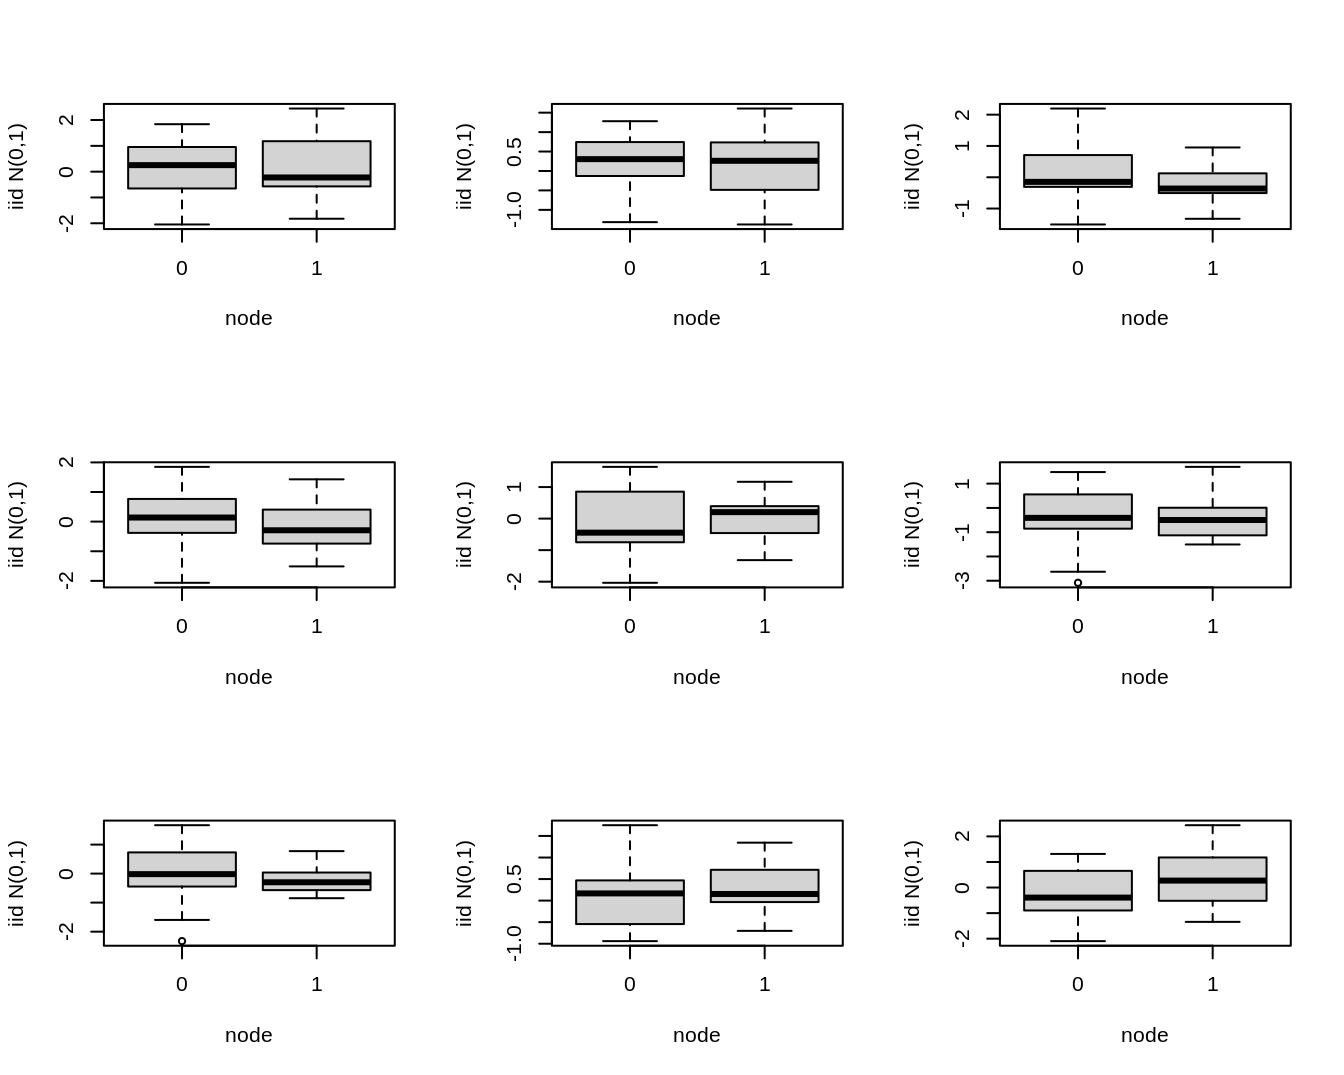 iid N(0,1)
2
0
-2
0 1
node
iid N(0,1)
0.5
-1.0
0 1
node
iid N(0,1)
2
1
-1
0 1
node
iid N(0,1)
2
0
-2
0 1
node
iid N(0,1)
1
0
-2
0 1
node
iid N(0,1)
1
-1
-3
0 1
node
iid N(0,1)
0
-2
0 1
node
iid N(0,1)
0.5
-1.0
0 1
node
iid N(0,1)
2
0
-2
0 1
node